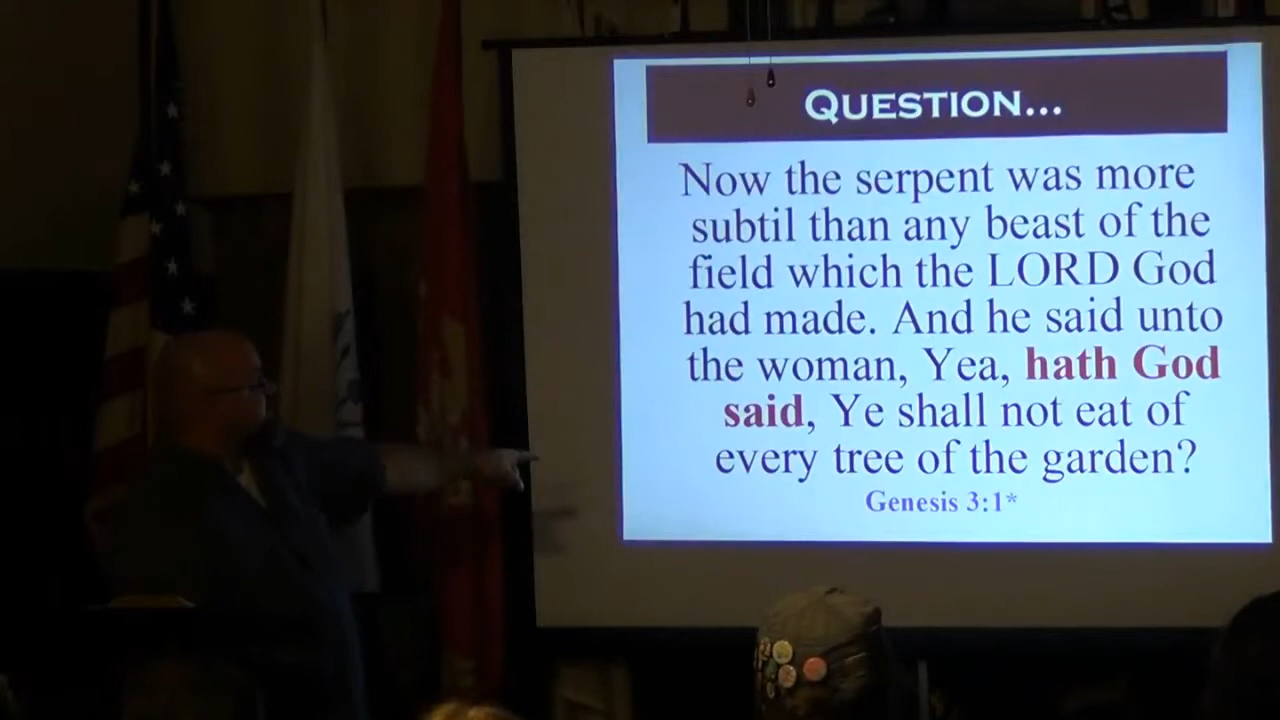 QUESTION...
Now the serpent was more
subtil than any beast of the
field which the LORD God
had made. And he said unto
the woman, Yea, hath God
said, Ye shall not eat of
every tree of the garden?
Genesis 3:1*